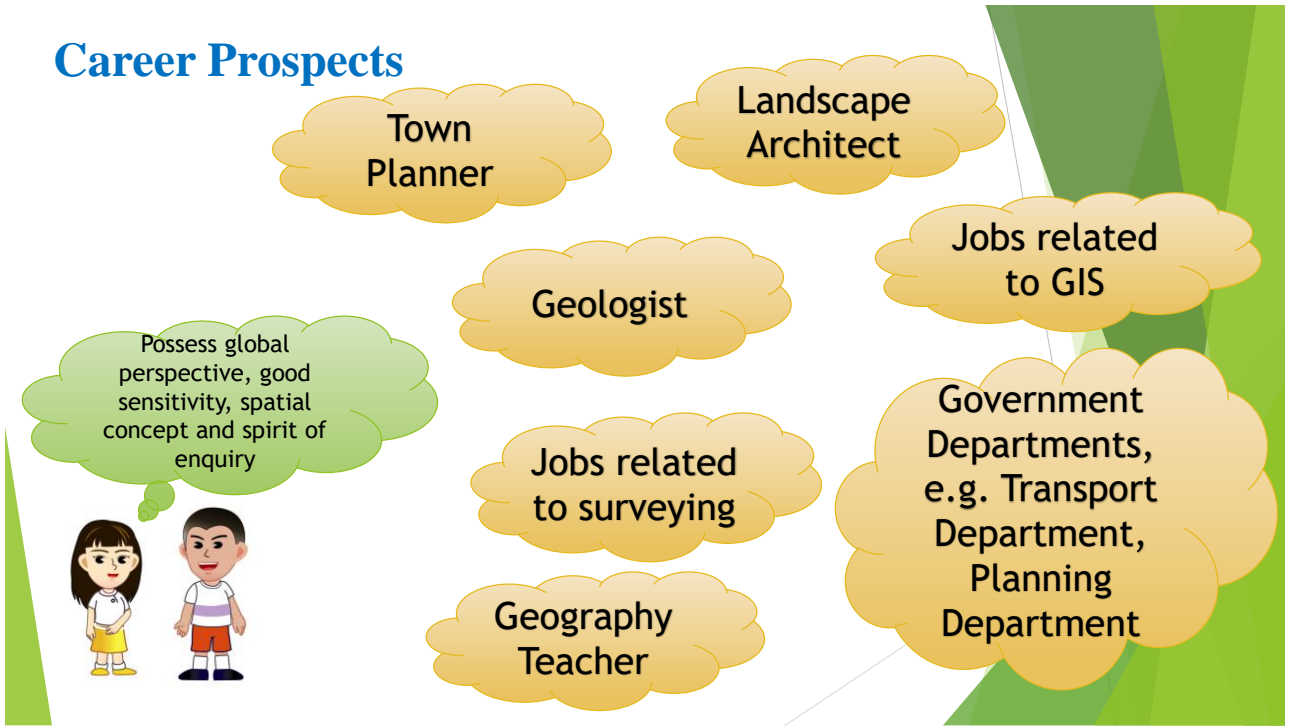 Career Prospects
Town
Planner
Landscape
Architect
Jobs related
to GIS
Geologist
Possess global
perspective, good
sensitivity, spatial
concept and spirit of
enquiry
Jobs related
to surveying
Government
Departments,
e.g. Transport
Department,
Planning
Department
Geography
Teacher